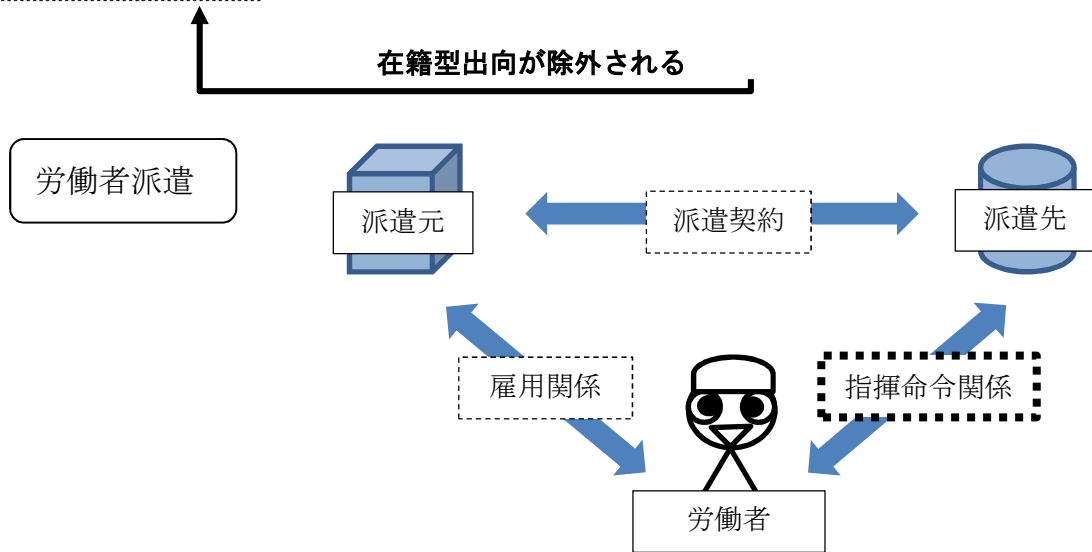 在籍型出向が除外される
労働者派遣
派遣元
派遣契約
派遣先
雇用関係
指揮命令関係
労働者